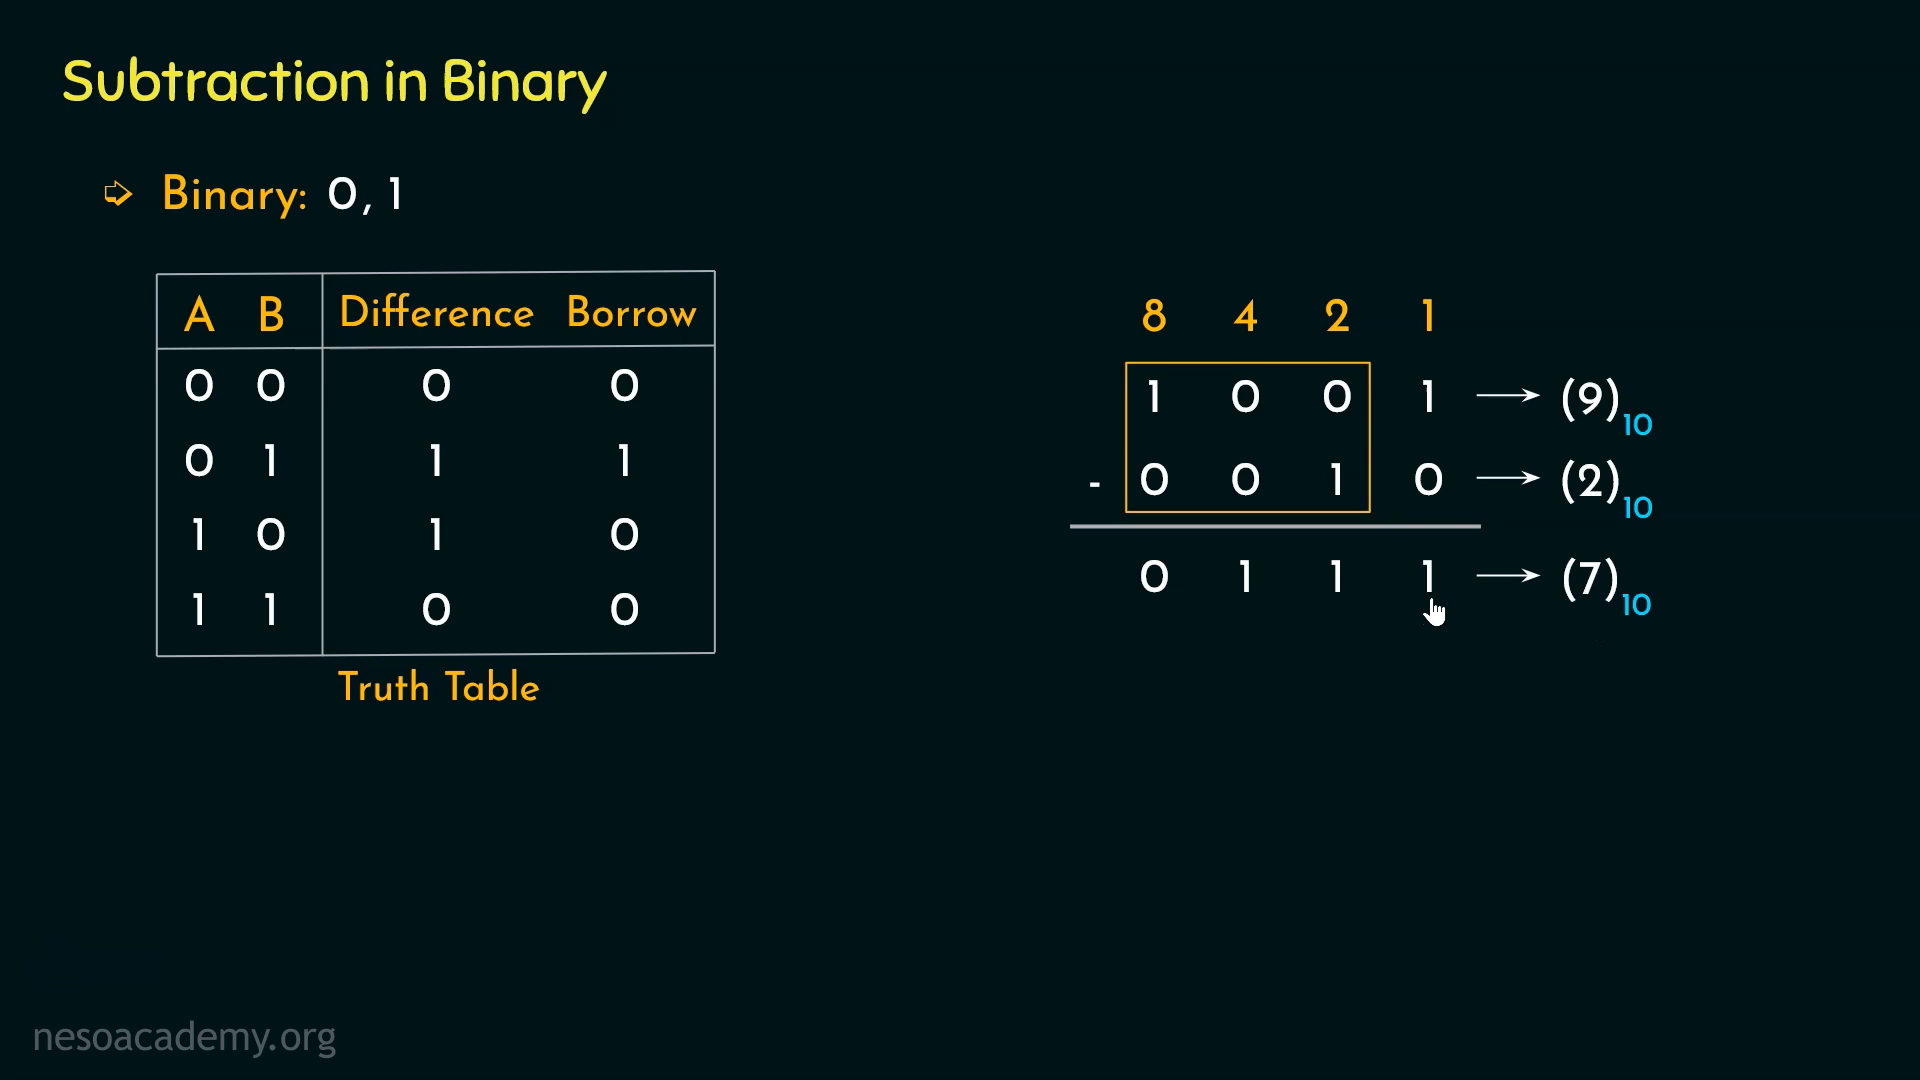 Subtraction in Binary
➩ Binary: 0, 1
A B Difference Borrow
0 0 0 0
0 1 1 1
1 0 1 0
1 1 0 0
Truth Table
8 4 2 1
1 0 0 1 → (9)10
- 0 0 1 0 → (2)10
0 1 1 1 → (7)10
nesoacademy.org